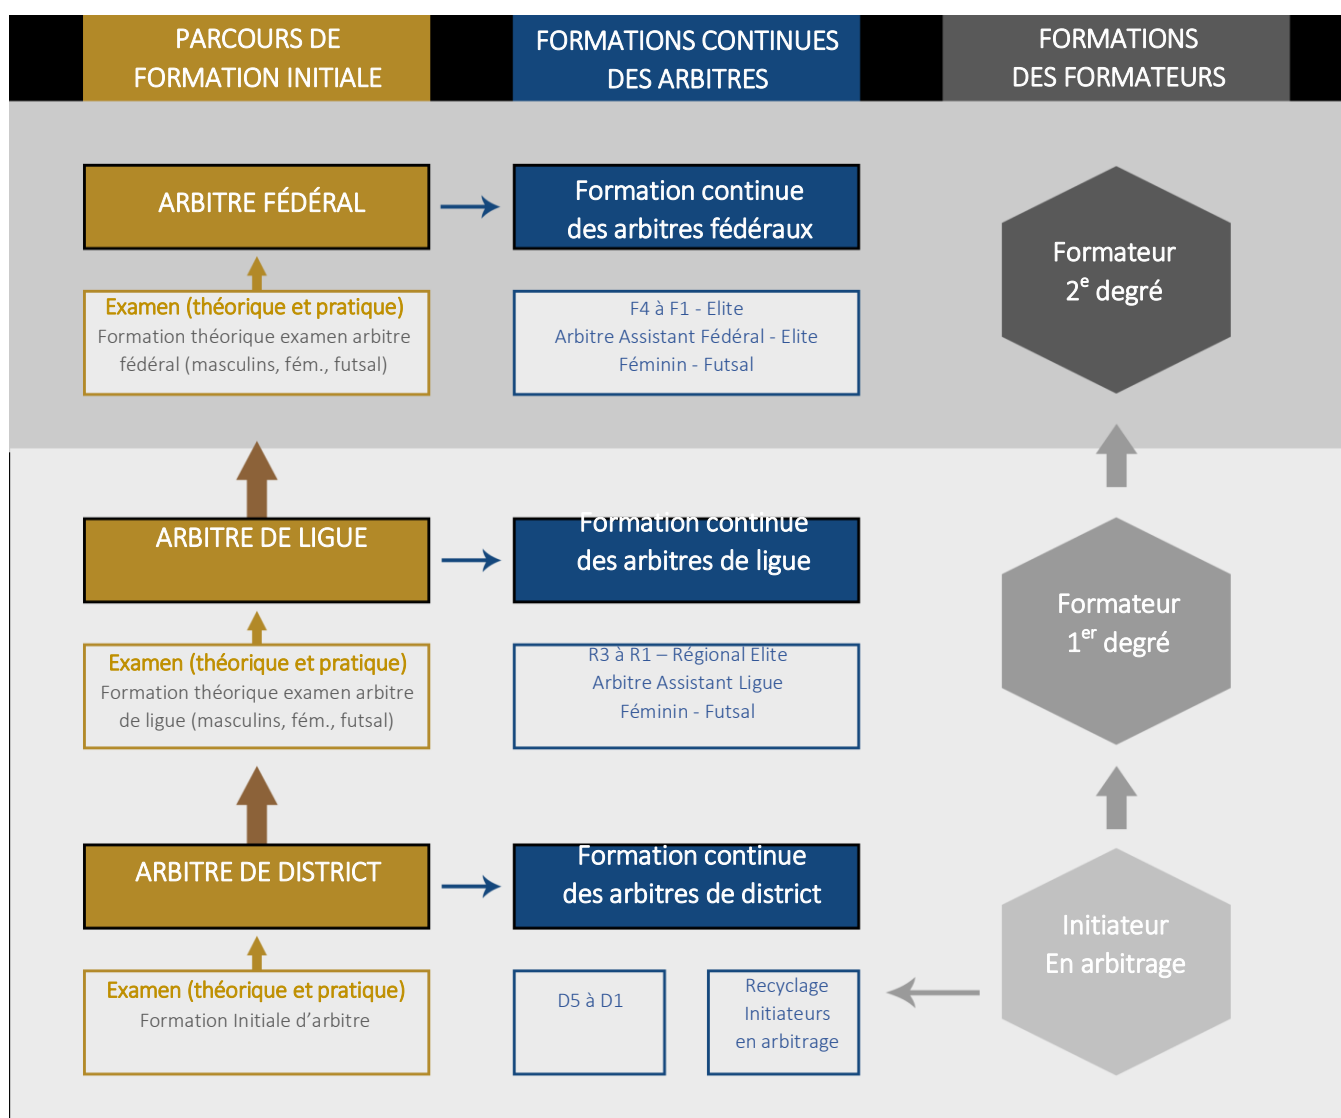 PARCOURS DE
FORMATION INITIALE
FORMATIONS CONTINUES
DES ARBITRES
FORMATIONS
DES FORMATEURS
ARBITRE FÉDÉRAL
Formation continue
des arbitres fédéraux
Examen (théorique et pratique)
Formation théorique examen arbitre
fédéral (masculins, fém., futsal)
F4 à F1 - Elite
Arbitre Assistant Fédéral - Elite
Féminin - Futsal
Formateur
2e degré
ARBITRE DE LIGUE
Formation continue
des arbitres de ligue
Examen (théorique et pratique)
Formation théorique examen arbitre
de ligue (masculins, fém., futsal)
R3 à R1 – Régional Elite
Arbitre Assistant Ligue
Féminin - Futsal
Formateur
1er degré
ARBITRE DE DISTRICT
Formation continue
des arbitres de district
Examen (théorique et pratique)
Formation Initiale d’arbitre
D5 à D1
Recyclage
Initiateurs
en arbitrage
Initiateur
En arbitrage